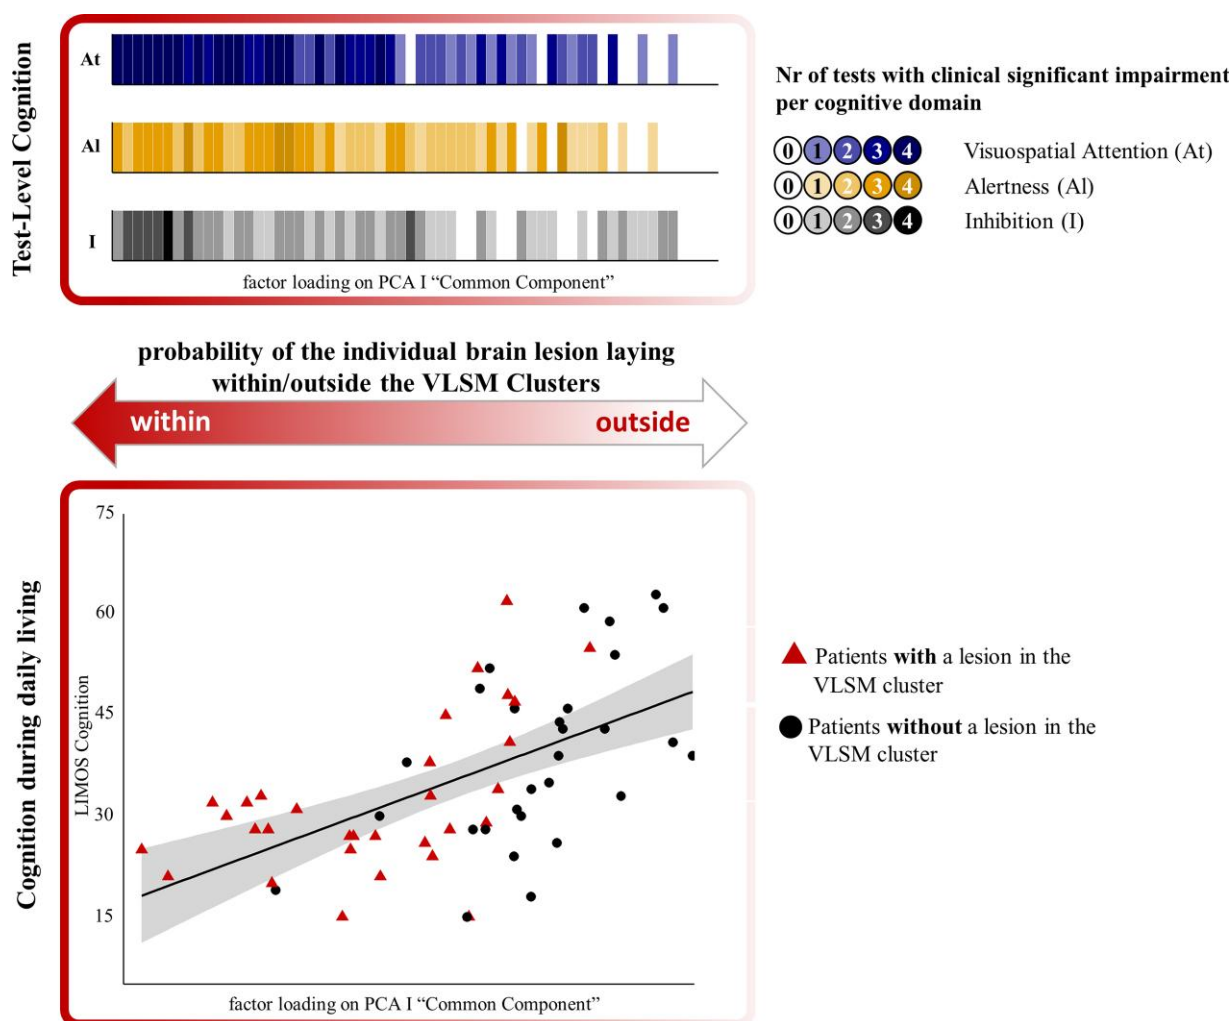 Test-Level Cognition
At
Al
I
factor loading on PCA I “Common Component”
Nr of tests with clinical significant impairment
per cognitive domain
0 1 2 3 4 Visuospatial Attention (At)
0 1 2 3 4 Alertness (Al)
0 1 2 3 4 Inhibition (I)
probability of the individual brain lesion laying
within/outside the VLSM Clusters
within outside
Cognition during daily living
LIMOS Cognition
75
60
45
30
15
factor loading on PCA I “Common Component”
Patients with a lesion in the
VLSM cluster
Patients without a lesion in the
VLSM cluster